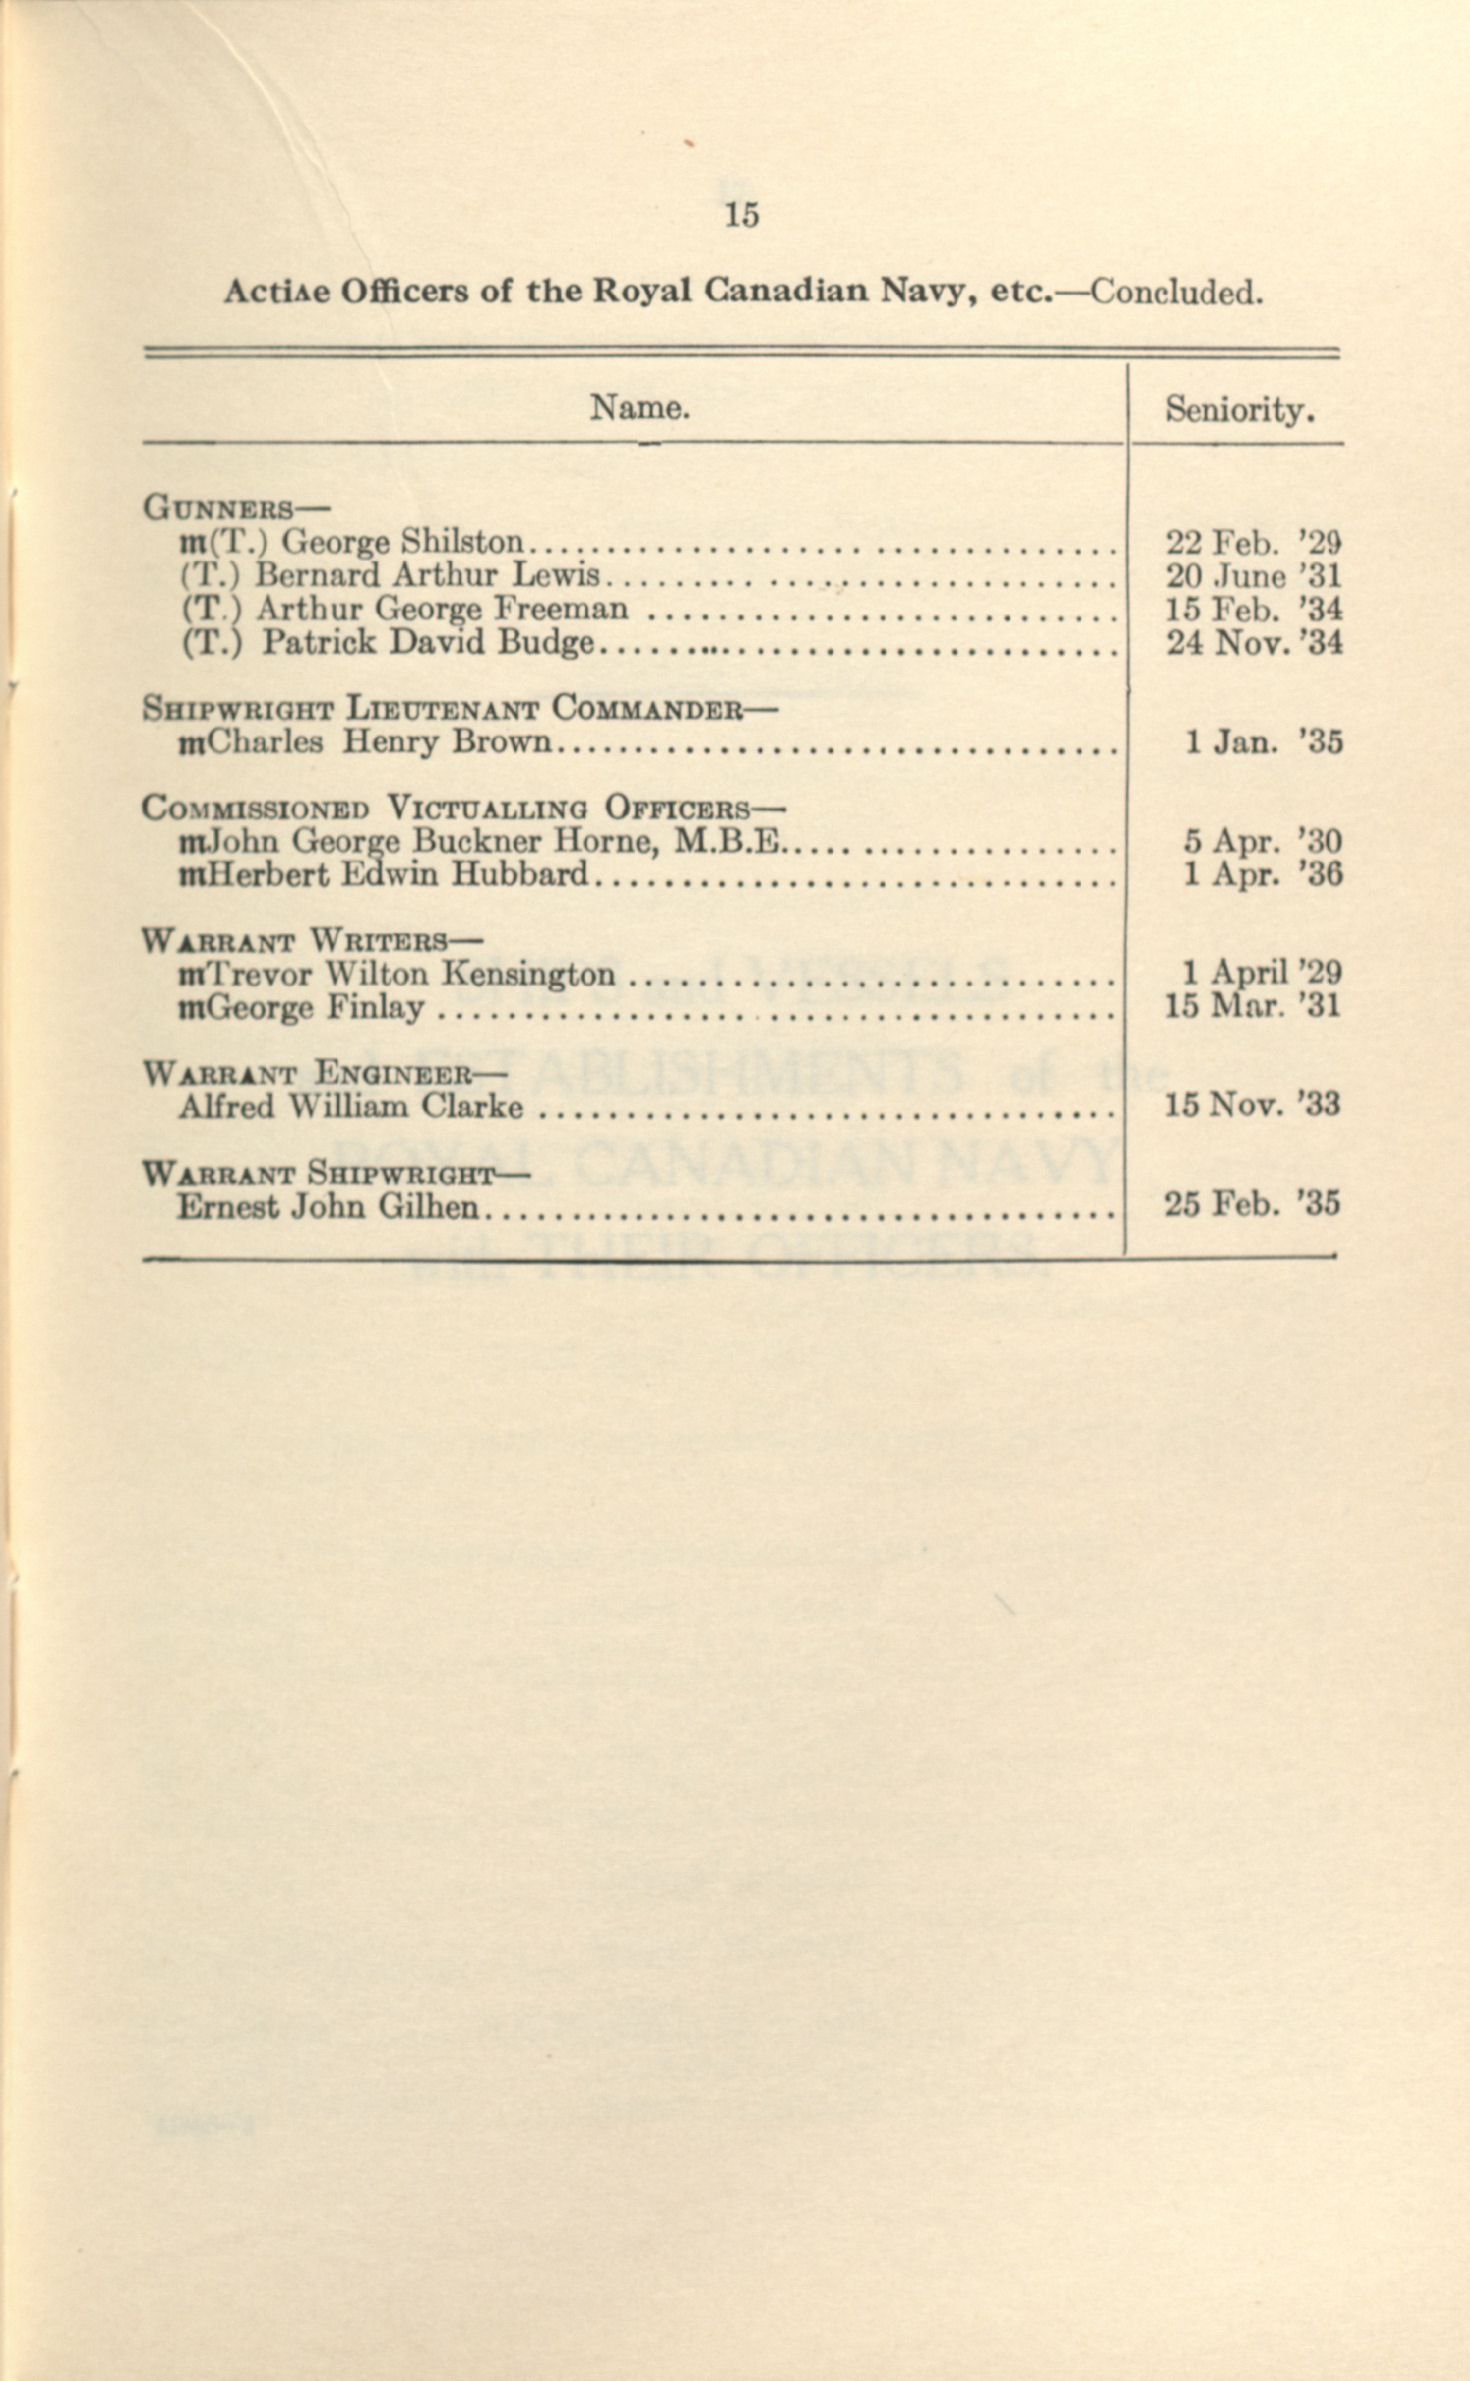 15
Actiᴀe Officers of the Royal Canadian Navy, etc.—Concluded.
Name. Seniority.
GUNNERS—
m(T.) George Shilston. 22 Feb. '29
(T.) Bernard Arthur Lewis. 20 June '31
(T.) Arthur George Freeman 15 Feb. '34
(T.) Patrick David Budge. 24 Nov. '34
SHIPWRIGHT LIEUTENANT COMMANDER—
mCharles Henry Brown. 1 Jan. '35
COMMISSIONED VICTUALLING OFFICERS—
mJohn George Buckner Horne, M.B.E. 5 Apr. '30
mHerbert Edwin Hubbard. 1 Apr. '36
WARRANT WRITERS—
mTrevor Wilton Kensington 1 April '29
mGeorge Finlay 15 Mar. '31
WARRANT ENGINEER—
Alfred William Clarke 15 Nov. '33
WARRANT SHIPWRIGHT—
Ernest John Gilhen. 25 Feb. '35